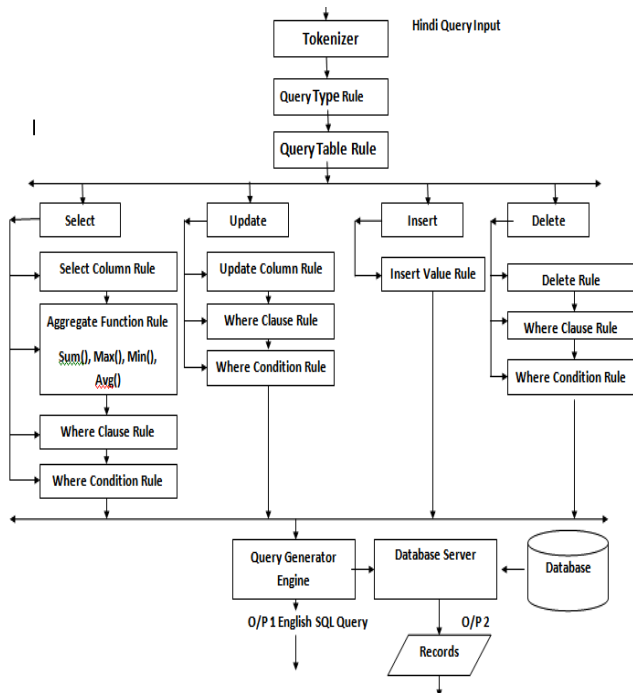 Hindi Query Input
Tokenizer
Query Type Rule
Query Table Rule
Select
Update
Insert
Delete
Select Column Rule
Aggregate Function Rule
Sum(), Max(), Min(),
Avg()
Where Clause Rule
Where Condition Rule
Update Column Rule
Where Clause Rule
Where Condition Rule
Insert Value Rule
Delete Rule
Where Clause Rule
Where Condition Rule
Query Generator
Engine
Database Server
Database
O/P 1 English SQL Query
O/P 2
Records